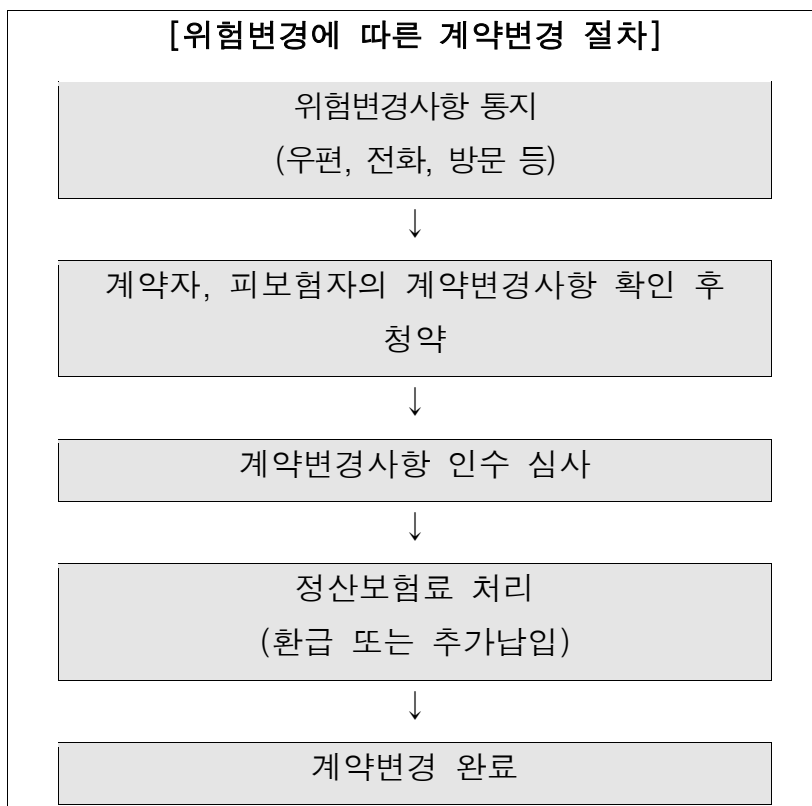 [위험변경에 따른 계약변경 절차]
위험변경사항 통지
(우편, 전화, 방문 등)
↓
계약자, 피보험자의 계약변경사항 확인 후
청약
↓
계약변경사항 인수 심사
↓
정산보험료 처리
(환급 또는 추가납입)
↓
계약변경 완료